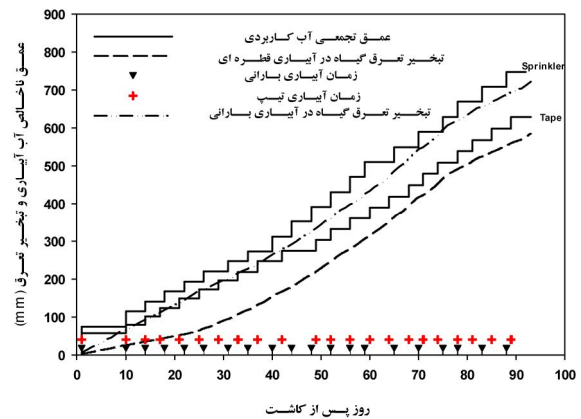 900
800
700
600
500
400
300
200
100
0
عمق ناخالص آب آبیاری و تبخیر تعرق (mm)
عمق تجمعی آب کاربردی
تبخیر تعرق گیاه در آبیاری قطره ای
زمان آبیاری بارانی
زمان آبیاری تیپ
تبخیر تعرق گیاه در آبیاری بارانی
Sprinkler
Tape
0 10 20 30 40 50 60 70 80 90 100
روز پس از کاشت